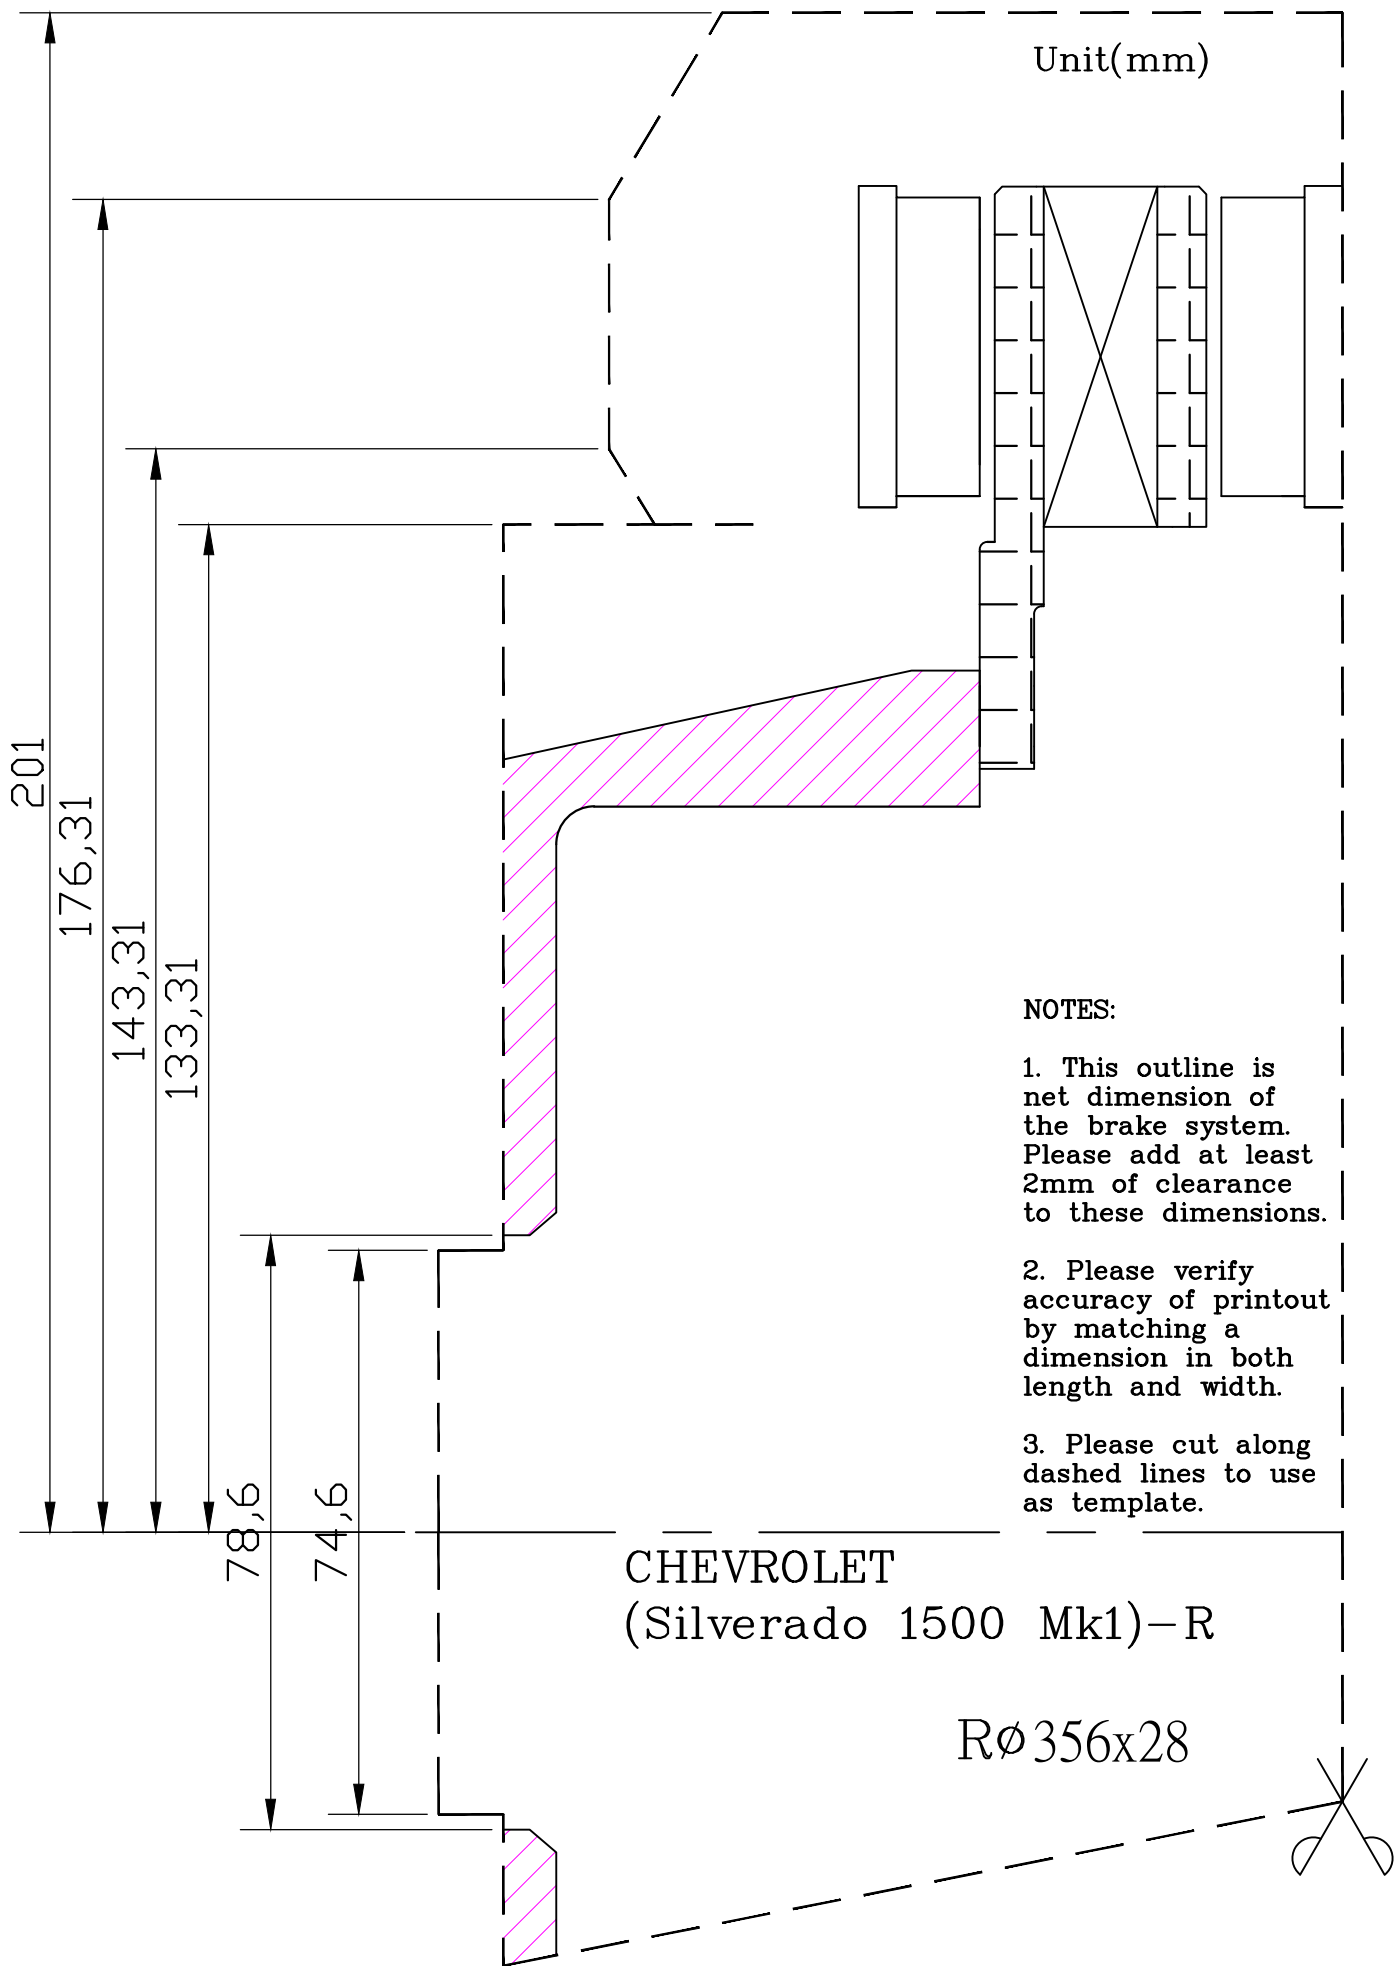 Unit(mm)
201
176,31
143,31
133,31
NOTES:
1. This outline is
net dimension of
the brake system.
Please add at least
2mm of clearance
to these dimensions.
2. Please verify
accuracy of printout
by matching a
dimension in both
length and width.
3. Please cut along
dashed lines to use
as template.
78,6
74,6
CHEVROLET
(Silverado 1500 Mk1)-R
RØ356x28